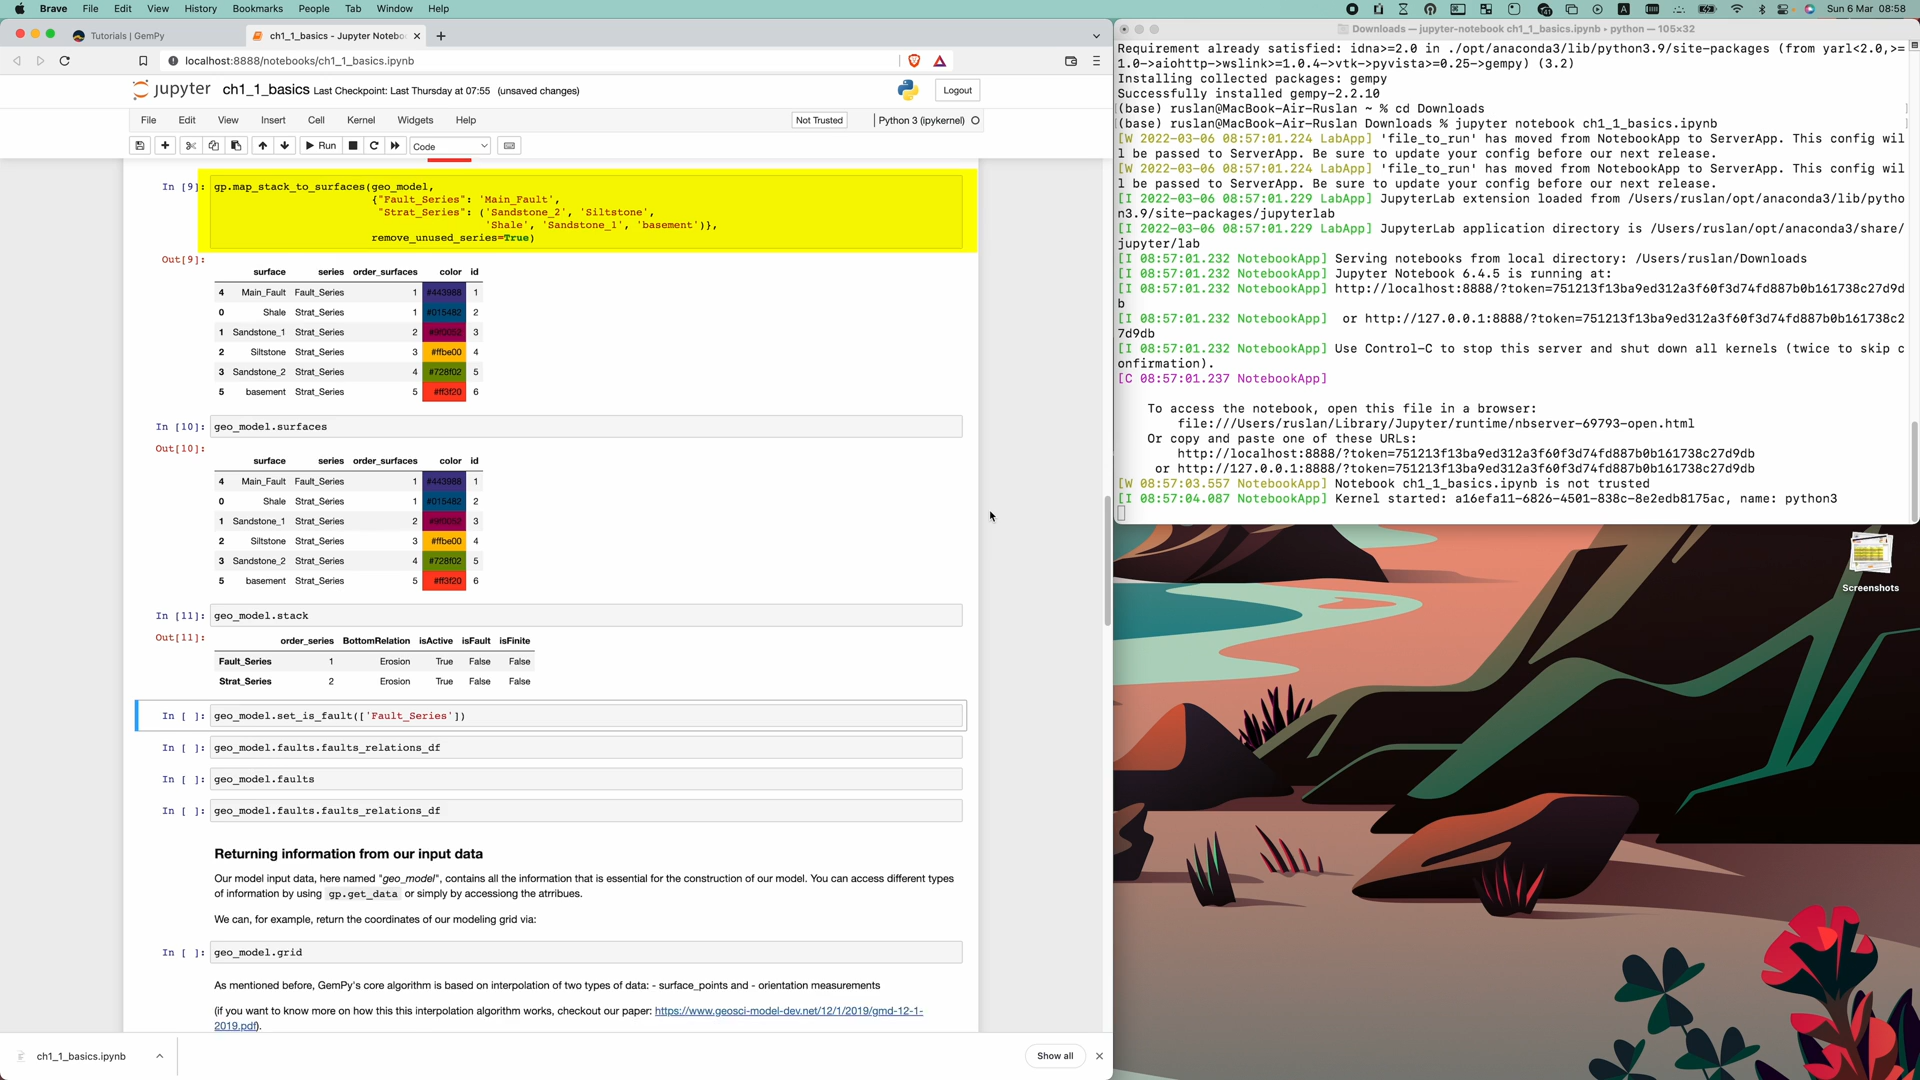 Brave File Edit View History Bookmarks People Tab Window Help
Sun 6 Mar 08:58
Tutorials | GemPy
ch1_1_basics - Jupyter Notebo
localhost:8888/notebooks/ch1_1_basics.ipynb
jupyter ch1_1_basics Last Checkpoint: Last Thursday at 07:55 (unsaved changes)
Logout
File Edit View Insert Cell Kernel Widgets Help
Not Trusted
Python 3 (ipykernel)
Run
Code
In [9]: gp.map_stack_to_surfaces(geo_model,
{"Fault_Series": 'Main_Fault',
"Strat_Series": ('Sandstone_2', 'Siltstone',
'Shale', 'Sandstone_1', 'basement')},
remove_unused_series=True)
Out[9]:
surface series order_surfaces color id
4 Main_Fault Fault_Series 1 #443988 1
0 Shale Strat_Series 1 #015482 2
1 Sandstone_1 Strat_Series 2 #9f0052 3
2 Siltstone Strat_Series 3 #ffbe00 4
3 Sandstone_2 Strat_Series 4 #728f02 5
5 basement Strat_Series 5 #ff3f20 6
In [10]: geo_model.surfaces
Out[10]:
surface series order_surfaces color id
4 Main_Fault Fault_Series 1 #443988 1
0 Shale Strat_Series 1 #015482 2
1 Sandstone_1 Strat_Series 2 #9f0052 3
2 Siltstone Strat_Series 3 #ffbe00 4
3 Sandstone_2 Strat_Series 4 #728f02 5
5 basement Strat_Series 5 #ff3f20 6
In [11]: geo_model.stack
Out[11]:
order_series BottomRelation isActive isFault isFinite
Fault_Series 1 Erosion True False False
Strat_Series 2 Erosion True False False
In [ ]: geo_model.set_is_fault(['Fault_Series'])
In [ ]: geo_model.faults.faults_relations_df
In [ ]: geo_model.faults
In [ ]: geo_model.faults.faults_relations_df
Returning information from our input data
Our model input data, here named "geo_model", contains all the information that is essential for the construction of our model. You can access different types
of information by using gp.get_data or simply by accessiong the atrribues.
We can, for example, return the coordinates of our modeling grid via:
In [ ]: geo_model.grid
As mentioned before, GemPy's core algorithm is based on interpolation of two types of data: - surface_points and - orientation measurements
(if you want to know more on how this this interpolation algorithm works, checkout our paper: https://www.geosci-model-dev.net/12/1/2019/gmd-12-1-
2019.pdf).
ch1_1_basics.ipynb
Show all
Downloads — jupyter-notebook ch1_1_basics.ipynb ▸ python — 105×32
Requirement already satisfied: idna>=2.0 in ./opt/anaconda3/lib/python3.9/site-packages (from yarl<2.0,>=
1.0->aiohttp->wslink>=1.0.4->vtk->pyvista>=0.25->gempy) (3.2)
Installing collected packages: gempy
Successfully installed gempy-2.2.10
(base) ruslan@MacBook-Air-Ruslan ~ % cd Downloads
(base) ruslan@MacBook-Air-Ruslan Downloads % jupyter notebook ch1_1_basics.ipynb
[W 2022-03-06 08:57:01.224 LabApp] 'file_to_run' has moved from NotebookApp to ServerApp. This config wil
l be passed to ServerApp. Be sure to update your config before our next release.
[W 2022-03-06 08:57:01.224 LabApp] 'file_to_run' has moved from NotebookApp to ServerApp. This config wil
l be passed to ServerApp. Be sure to update your config before our next release.
[I 2022-03-06 08:57:01.229 LabApp] JupyterLab extension loaded from /Users/ruslan/opt/anaconda3/lib/pytho
n3.9/site-packages/jupyterlab
[I 2022-03-06 08:57:01.229 LabApp] JupyterLab application directory is /Users/ruslan/opt/anaconda3/share/
jupyter/lab
[I 08:57:01.232 NotebookApp] Serving notebooks from local directory: /Users/ruslan/Downloads
[I 08:57:01.232 NotebookApp] Jupyter Notebook 6.4.5 is running at:
[I 08:57:01.232 NotebookApp] http://localhost:8888/?token=751213f13ba9ed312a3f60f3d74fd887b0b161738c27d9d
b
[I 08:57:01.232 NotebookApp]  or http://127.0.0.1:8888/?token=751213f13ba9ed312a3f60f3d74fd887b0b161738c2
7d9db
[I 08:57:01.232 NotebookApp] Use Control-C to stop this server and shut down all kernels (twice to skip c
onfirmation).
[C 08:57:01.237 NotebookApp]
To access the notebook, open this file in a browser:
file:///Users/ruslan/Library/Jupyter/runtime/nbserver-69793-open.html
Or copy and paste one of these URLs:
http://localhost:8888/?token=751213f13ba9ed312a3f60f3d74fd887b0b161738c27d9db
or http://127.0.0.1:8888/?token=751213f13ba9ed312a3f60f3d74fd887b0b161738c27d9db
[W 08:57:03.557 NotebookApp] Notebook ch1_1_basics.ipynb is not trusted
[I 08:57:04.087 NotebookApp] Kernel started: a16efa11-6826-4501-838c-8e2edb8175ac, name: python3
Screenshots